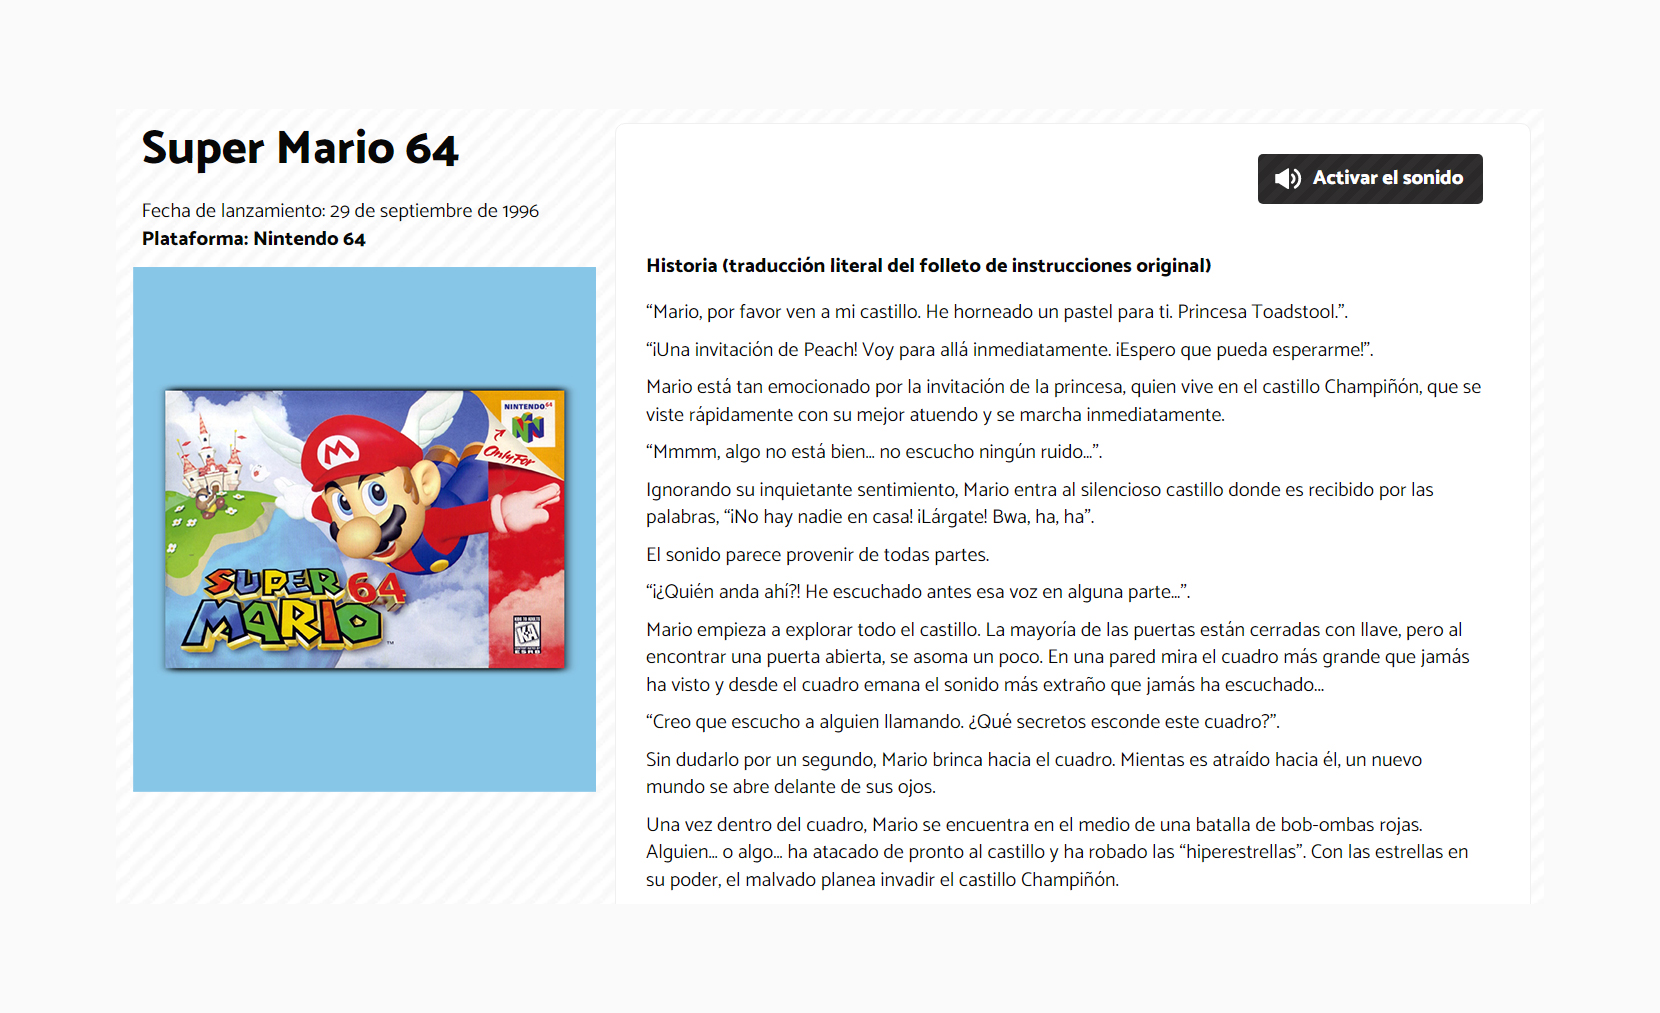 Super Mario 64
Fecha de lanzamiento: 29 de septiembre de 1996
Plataforma: Nintendo 64
NINTENDO 64
Only For
SUPER
MARIO 64
™
KIDS TO ADULTS
KA
ESRB
Activar el sonido
Historia (traducción literal del folleto de instrucciones original)
“Mario, por favor ven a mi castillo. He horneado un pastel para ti. Princesa Toadstool.”.
“¡Una invitación de Peach! Voy para allá inmediatamente. ¡Espero que pueda esperarme!”.
Mario está tan emocionado por la invitación de la princesa, quien vive en el castillo Champiñón, que se
viste rápidamente con su mejor atuendo y se marcha inmediatamente.
“Mmmm, algo no está bien... no escucho ningún ruido...”.
Ignorando su inquietante sentimiento, Mario entra al silencioso castillo donde es recibido por las
palabras, “¡No hay nadie en casa! ¡Lárgate! Bwa, ha, ha”.
El sonido parece provenir de todas partes.
“¡¿Quién anda ahí?! He escuchado antes esa voz en alguna parte...”.
Mario empieza a explorar todo el castillo. La mayoría de las puertas están cerradas con llave, pero al
encontrar una puerta abierta, se asoma un poco. En una pared mira el cuadro más grande que jamás
ha visto y desde el cuadro emana el sonido más extraño que jamás ha escuchado...
“Creo que escucho a alguien llamando. ¿Qué secretos esconde este cuadro?”.
Sin dudarlo por un segundo, Mario brinca hacia el cuadro. Mientas es atraído hacia él, un nuevo
mundo se abre delante de sus ojos.
Una vez dentro del cuadro, Mario se encuentra en el medio de una batalla de bob-ombas rojas.
Alguien... o algo... ha atacado de pronto al castillo y ha robado las “hiperestrellas”. Con las estrellas en
su poder, el malvado planea invadir el castillo Champiñón.